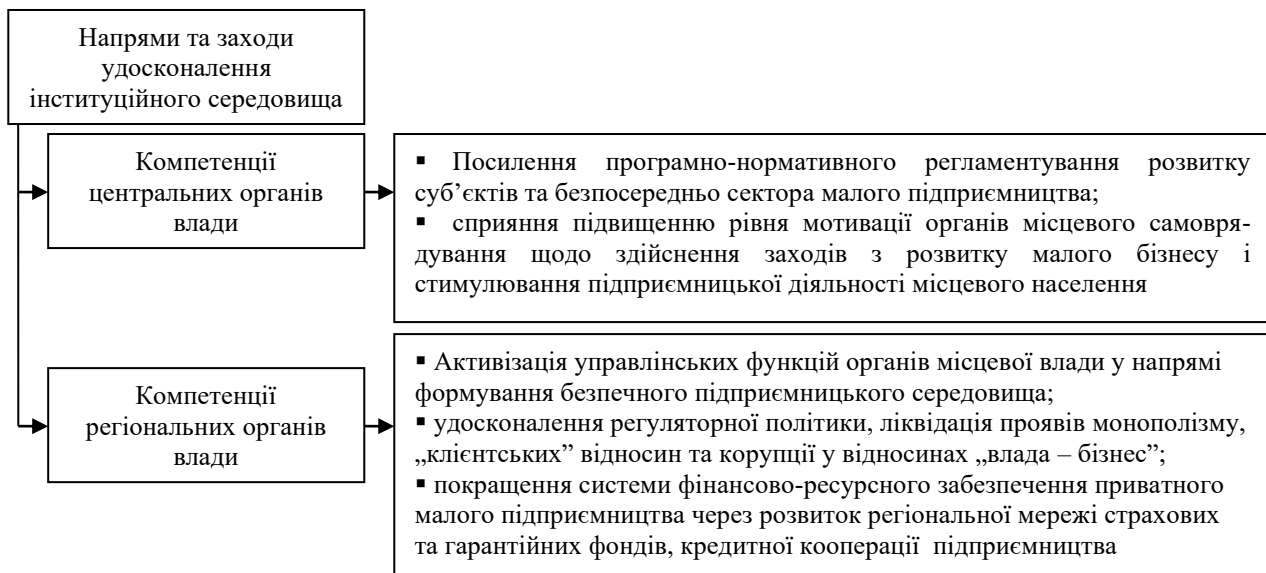 Напрями та заходи
удосконалення
інституційного середовища
Компетенції
центральних органів
влади
▪ Посилення програмно-нормативного регламентування розвитку
суб’єктів та безпосередньо сектора малого підприємництва;
▪ сприяння підвищенню рівня мотивації органів місцевого самовря-
дування щодо здійснення заходів з розвитку малого бізнесу і
стимулювання підприємницької діяльності місцевого населення
Компетенції
регіональних органів
влади
▪ Активізація управлінських функцій органів місцевої влади у напрямі
формування безпечного підприємницького середовища;
▪ удосконалення регуляторної політики, ліквідація проявів монополізму,
„клієнтських” відносин та корупції у відносинах „влада – бізнес”;
▪ покращення системи фінансово-ресурсного забезпечення приватного
малого підприємництва через розвиток регіональної мережі страхових
та гарантійних фондів, кредитної кооперації підприємництва